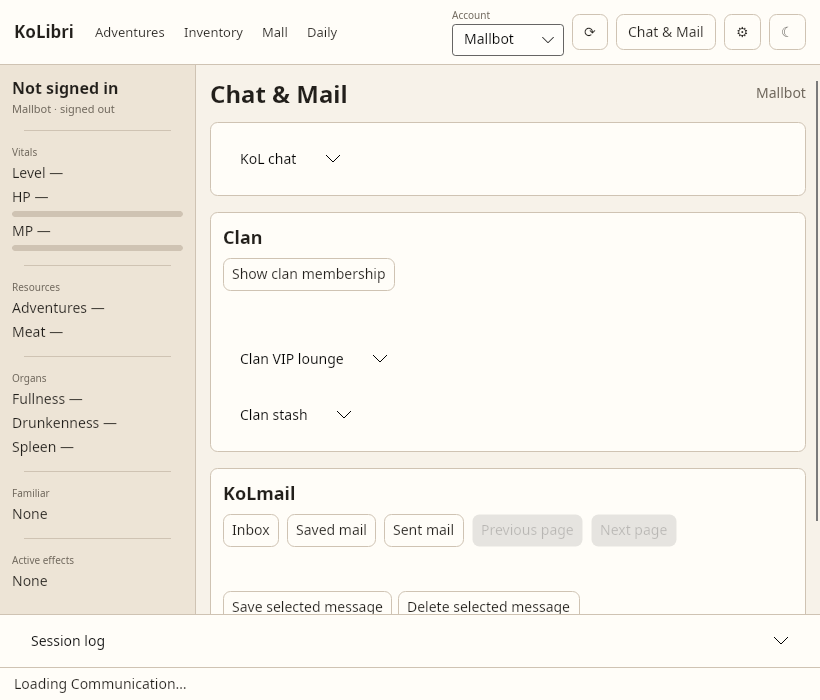 KoLibri
Adventures
Inventory
Mall
Daily
Account
Mallbot
Chat & Mail
Not signed in
Mallbot · signed out
Vitals
Level —
HP —
MP —
Resources
Adventures —
Meat —
Organs
Fullness —
Drunkenness —
Spleen —
Familiar
None
Active effects
None
Chat & Mail
Mallbot
KoL chat
Clan
Show clan membership
Clan VIP lounge
Clan stash
KoLmail
Inbox
Saved mail
Sent mail
Previous page
Next page
Save selected message
Delete selected message
Session log
Loading Communication...